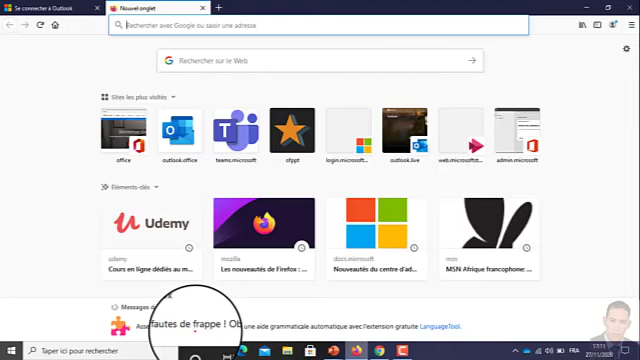 Se connecter à Outlook
Nouvel onglet
Rechercher avec Google ou saisir une adresse
Rechercher sur le Web
Sites les plus visités
office
outlook.office
teams.microsoft
ofppt
login.microsoft...
outlook.live
web.microsoftst...
admin.microsoft...
Éléments-clés
Udemy
udemy
Cours en ligne dédiés au m...
mozilla
Les nouveautés de Firefox : ...
docs.microsoft
Nouveautés du centre d'ad...
msn
MSN Afrique francophone : ...
Messages d
fautes de frappe ! Ob
une aide grammaticale automatique avec l'extension gratuite LanguageTool.
Taper ici pour rechercher
FRA
17:11
27/11/2020